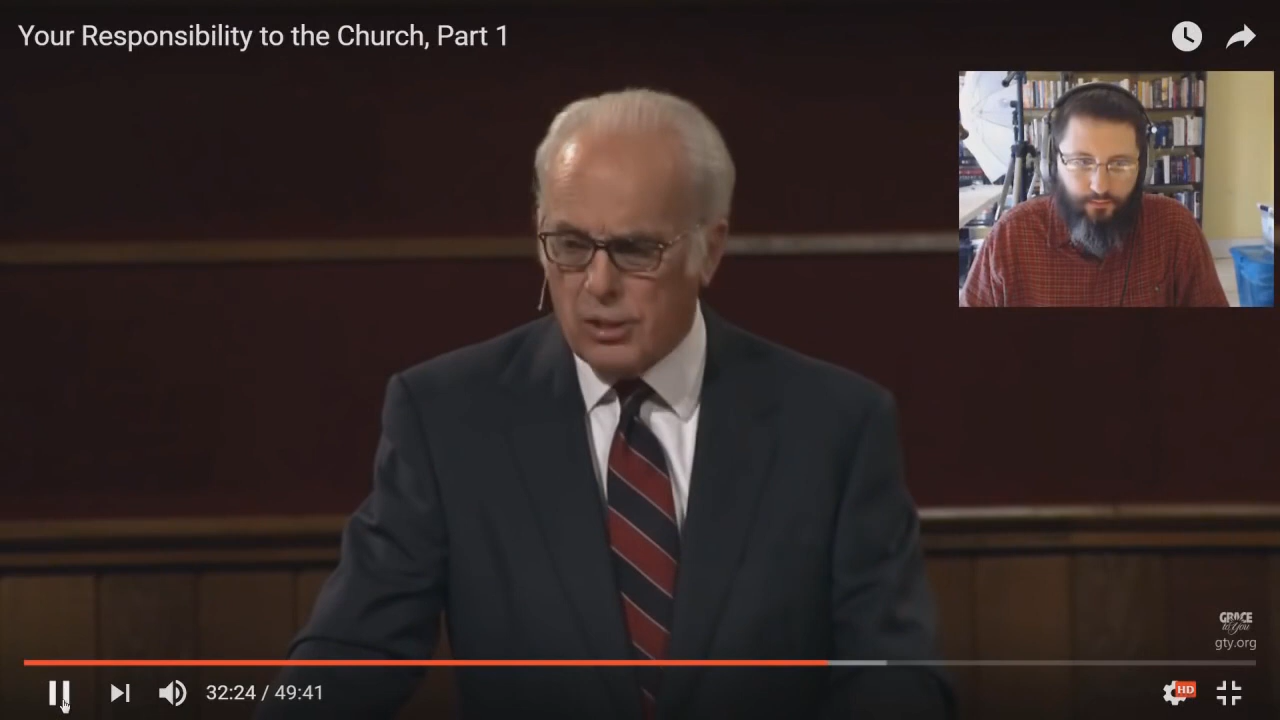 Your Responsibility to the Church, Part 1
GRACE
to You
gty.org
32:24 / 49:41
HD